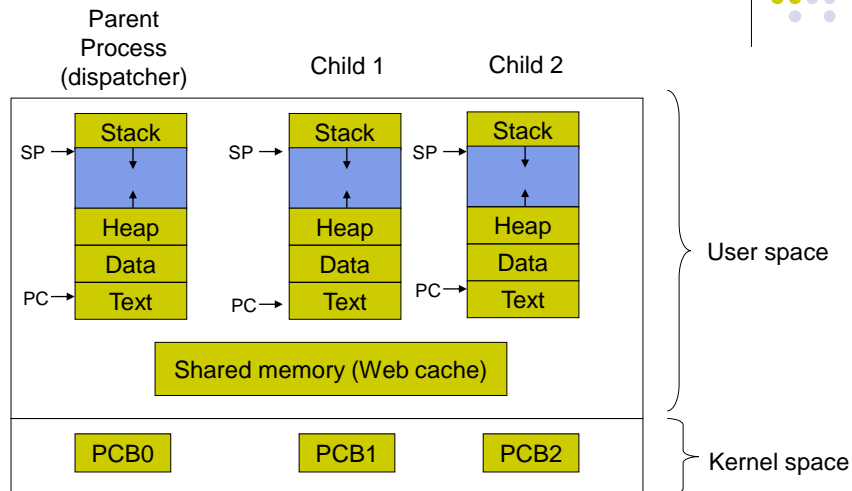 Parent
Process
(dispatcher)
Child 1
Child 2
Stack
Stack
Stack
SP
SP
SP
Heap
Heap
Heap
Data
Data
Data
User space
PC
Text
PC
Text
PC
Text
Shared memory (Web cache)
PCB0
PCB1
PCB2
Kernel space